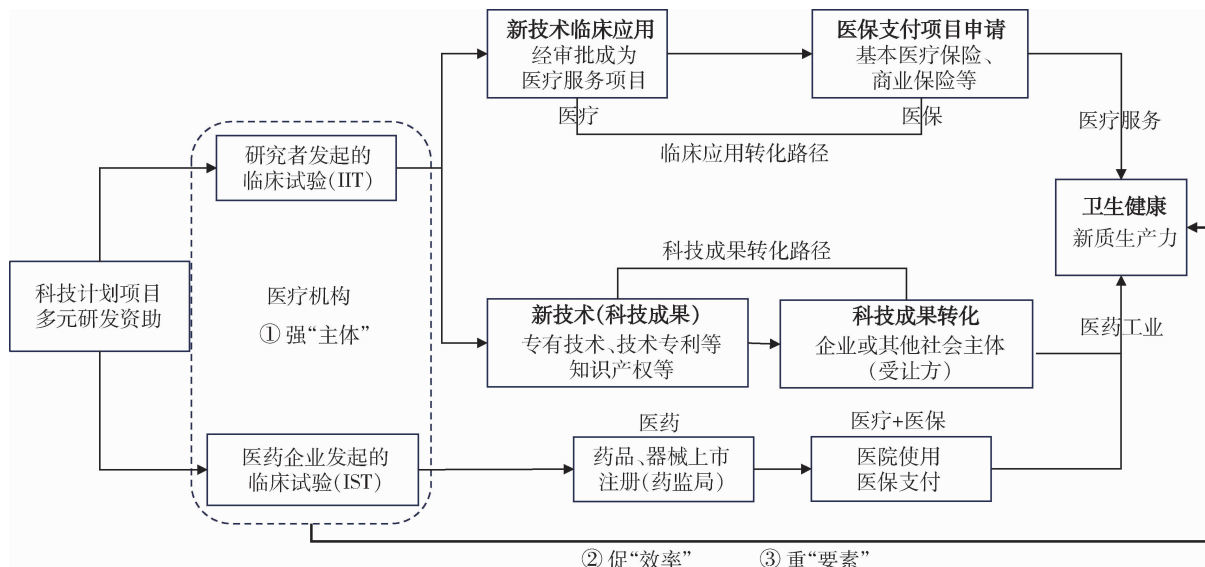 新技术临床应用
经审批成为
医疗服务项目
医保支付项目申请
基本医疗保险、
商业保险等
医疗
医保
医疗服务
临床应用转化路径
研究者发起的
临床试验(IIT)
卫生健康
新质生产力
科技成果转化路径
科技计划项目
多元研发资助
医疗机构
①强“主体”
新技术(科技成果)
专有技术、技术专利等
知识产权等
科技成果转化
企业或其他社会主体
(受让方)
医药工业
医药
医疗+医保
医药企业发起的
临床试验(IST)
药品、器械上市
注册(药监局)
医院使用
医保支付
②促“效率”
③重“要素”